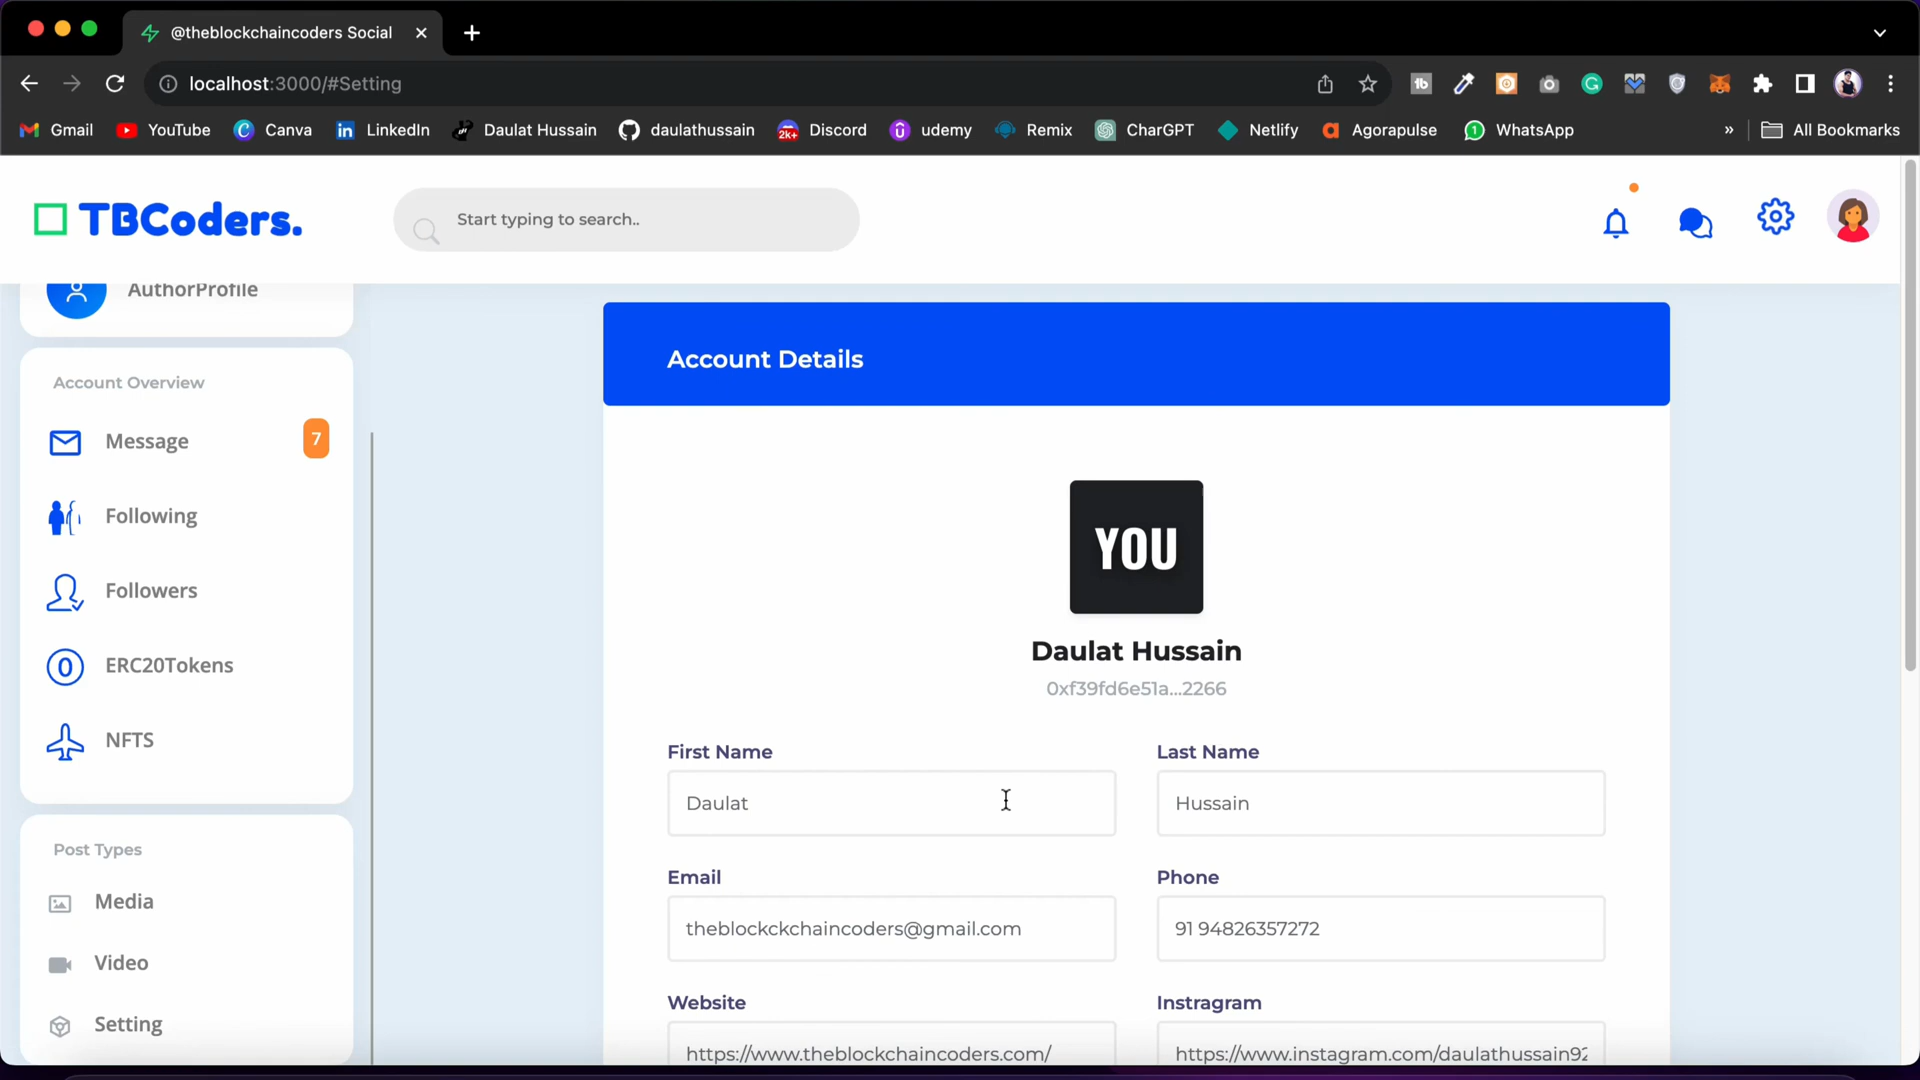 @theblockchaincoders Social
localhost:3000/#Setting
Gmail YouTube Canva LinkedIn Daulat Hussain daulathussain 2k+ Discord udemy Remix CharGPT Netlify Agorapulse 1 WhatsApp » All Bookmarks
TBCoders.
Start typing to search..
AuthorProfile
Account Overview
Message 7
Following
Followers
ERC20Tokens
NFTS
Post Types
Media
Video
Setting
Account Details
YOU
Daulat Hussain
0xf39fd6e51a...2266
First Name Last Name
Daulat Hussain
Email Phone
theblockckchaincoders@gmail.com 91 94826357272
Website Instragram
https://www.theblockchaincoders.com/ https://www.instagram.com/daulathussain92